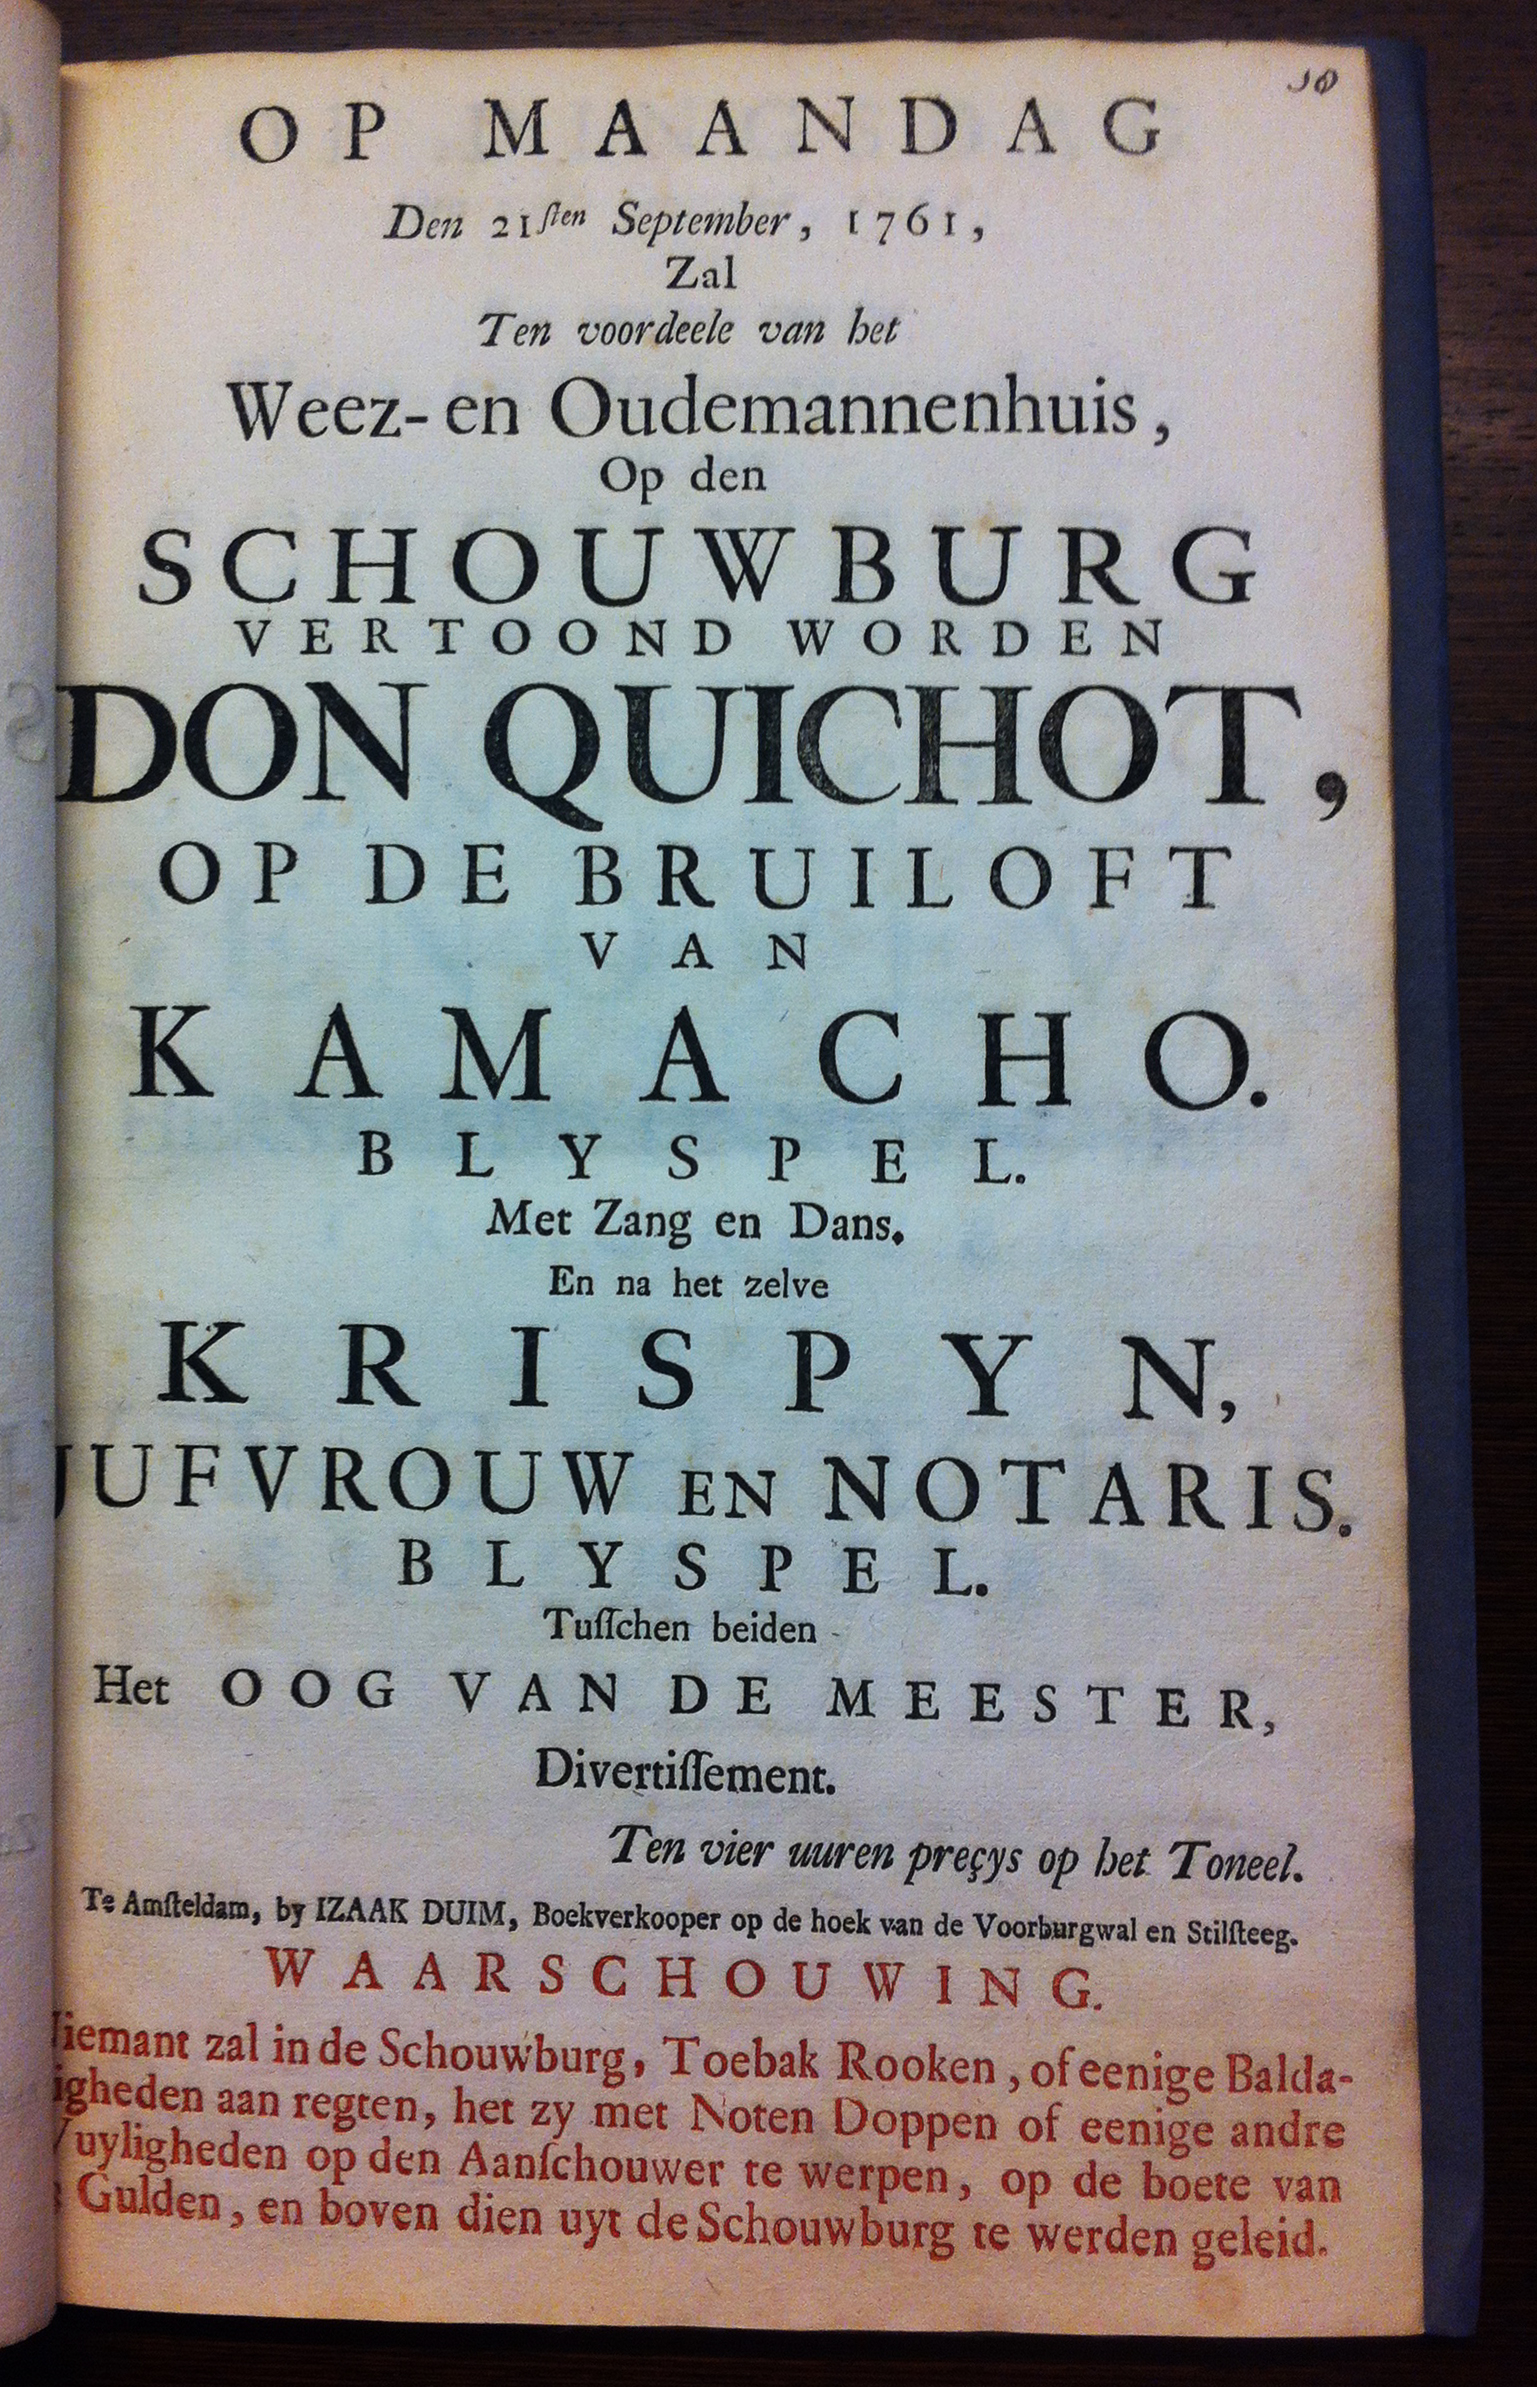 OP MAANDAG
Den 21ſten September, 1761,
Zal
Ten voordeele van het
Weez- en Oudemannenhuis,
Op den
SCHOUWBURG
VERTOOND WORDEN
DON QUICHOT,
OP DE BRUILOFT
VAN
KAMACHO.
BLYSPEL.
Met Zang en Dans.
En na het zelve
KRISPYN,
JUFVROUW EN NOTARIS.
BLYSPEL.
Tuſſchen beiden
Het OOG VAN DE MEESTER,
Divertiſſement.
Ten vier uuren preçys op het Toneel.
Te Amſteldam, by IZAAK DUIM, Boekverkooper op de hoek van de Voorburgwal en Stilſteeg.
WAARSCHOUWING.
Niemant zal in de Schouwburg, Toebak Rooken, of eenige Balda-
igheden aan regten, het zy met Noten Doppen of eenige andre
Vuyligheden op den Aanſchouwer te werpen, op de boete van
Gulden, en boven dien uyt de Schouwburg te werden geleid.